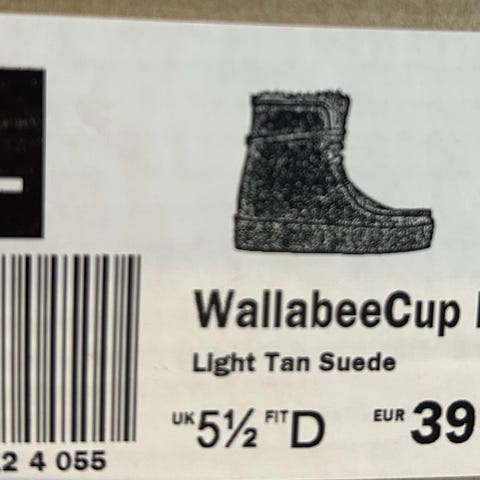 WallabeeCup
Light Tan Suede
UK 5½ FIT D EUR 39
2 4 055